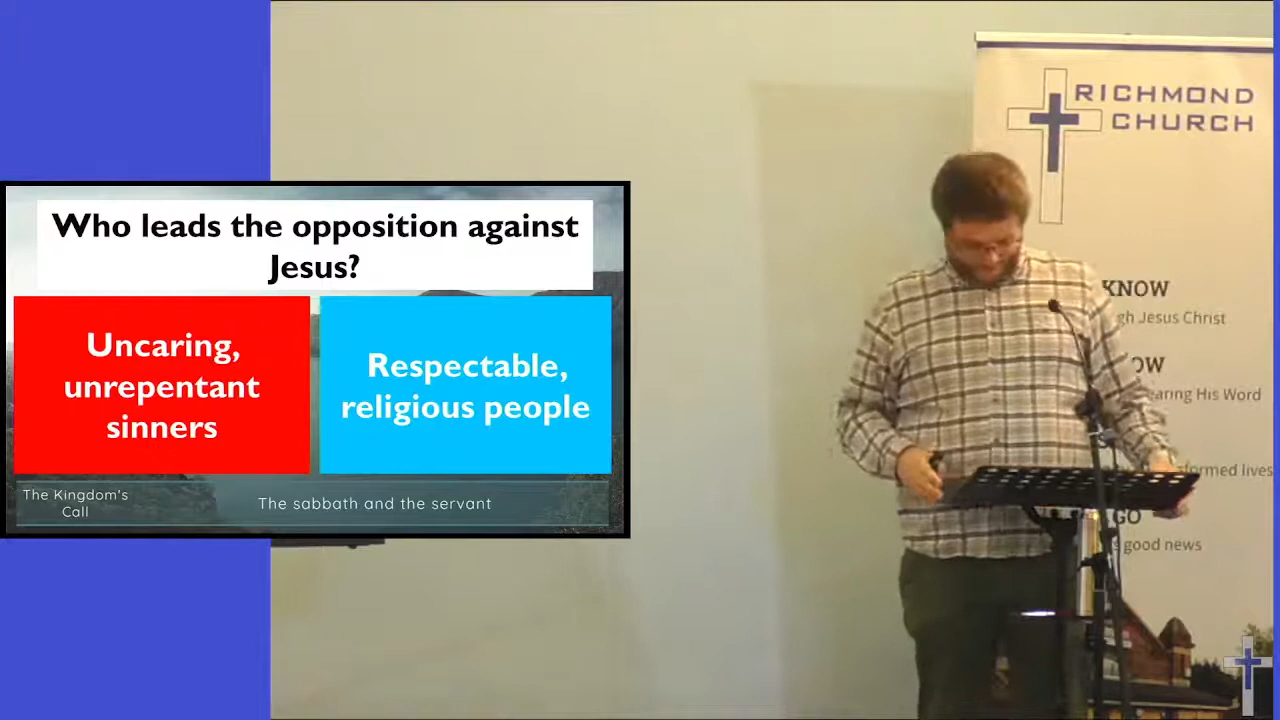 Who leads the opposition against
Jesus?
Uncaring,
unrepentant
sinners
Respectable,
religious people
The Kingdom's
Call
The sabbath and the servant
RICHMOND
CHURCH
KNOW
gh Jesus Christ
OW
earing His Word
sformed lives
GO
good news